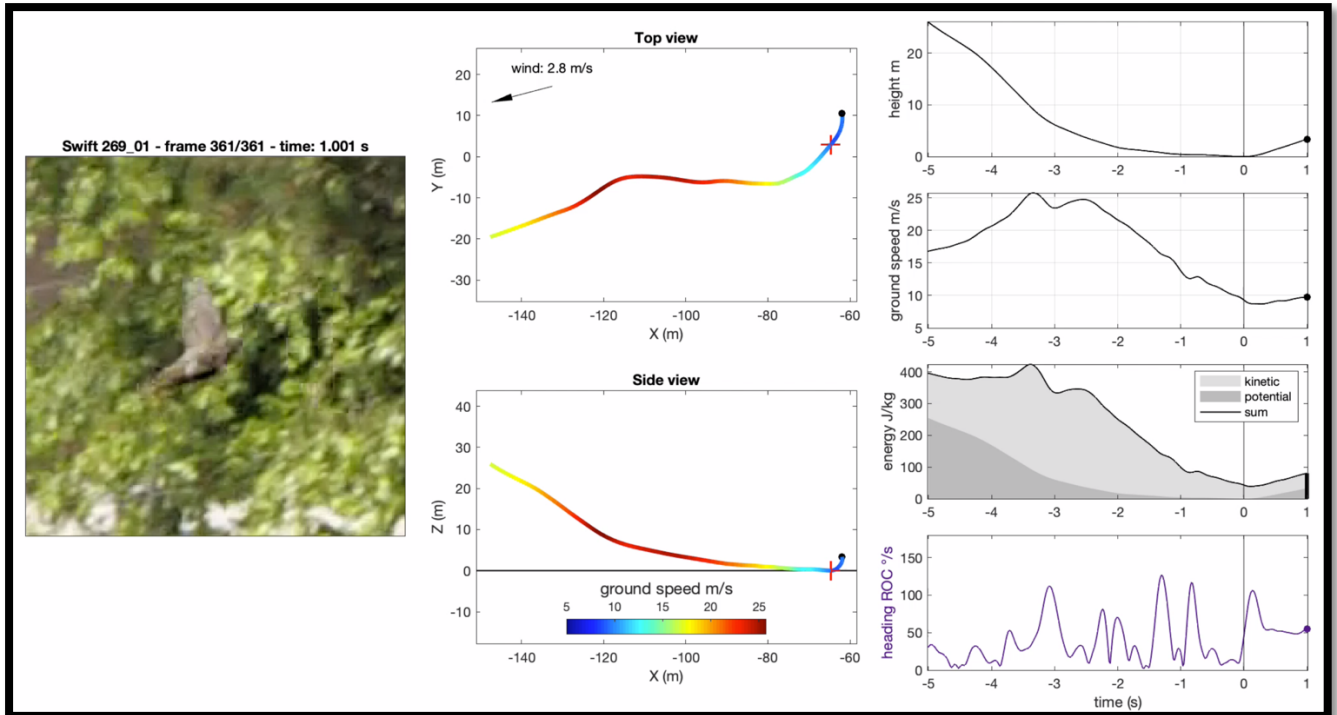 Swift 269_01 - frame 361/361 - time: 1.001 s
Top view
wind: 2.8 m/s
20
10
0
-10
-20
-30
Y (m)
-140 -120 -100 -80 -60
X (m)
Side view
40
30
20
10
0
-10
Z (m)
ground speed m/s
5 10 15 20 25
-140 -120 -100 -80 -60
X (m)
height m
20
10
0
-5 -4 -3 -2 -1 0 1
ground speed m/s
25
20
15
10
5
-5 -4 -3 -2 -1 0 1
energy J/kg
400
300
200
100
0
kinetic
potential
sum
-5 -4 -3 -2 -1 0 1
heading ROC °/s
150
100
50
0
-5 -4 -3 -2 -1 0 1
time (s)